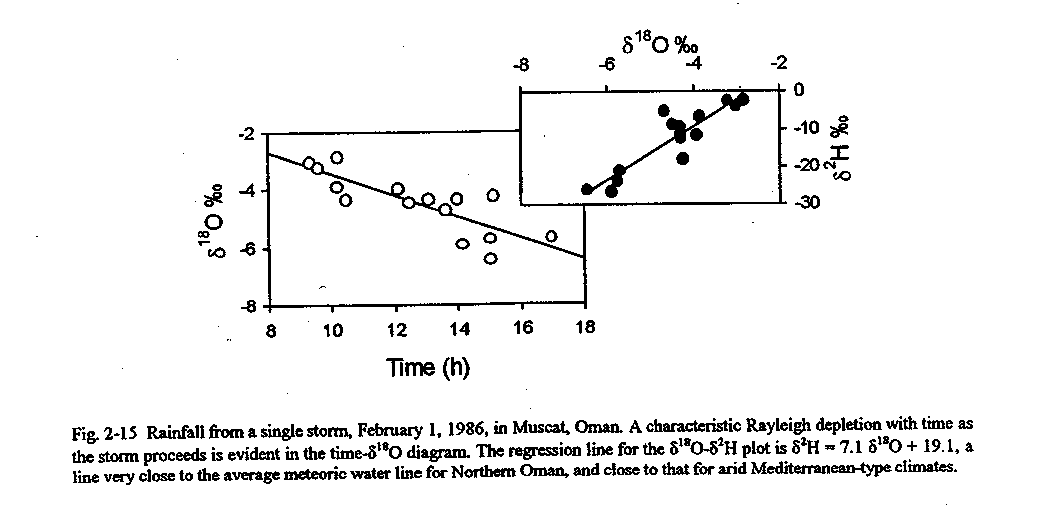 δ¹⁸O ‰
-8 -6 -4 -2
0
-10
-20
-30
δ²H ‰
-2
-4
-6
-8
δ¹⁸O ‰
8 10 12 14 16 18
Time (h)
Fig. 2-15 Rainfall from a single storm, February 1, 1986, in Muscat, Oman. A characteristic Rayleigh depletion with time as
the storm proceeds is evident in the time-δ¹⁸O diagram. The regression line for the δ¹⁸O-δ²H plot is δ²H = 7.1 δ¹⁸O + 19.1, a
line very close to the average meteoric water line for Northern Oman, and close to that for arid Mediterranean-type climates.